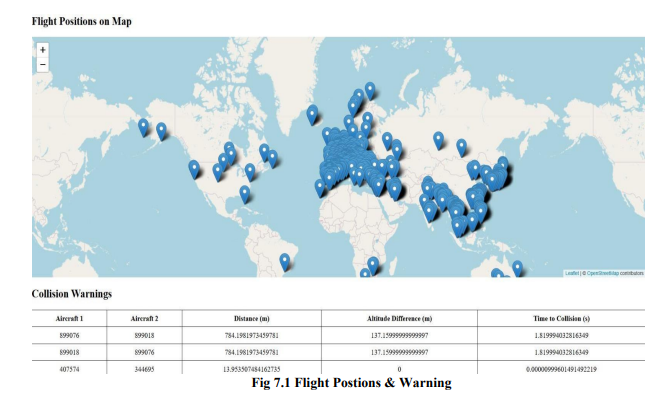 Flight Positions on Map
+
−
Leaflet | © OpenStreetMap contributors
Collision Warnings
Aircraft 1 Aircraft 2 Distance (m) Altitude Difference (m) Time to Collision (s)
899076 899018 784.1981973459781 137.15999999999997 1.819994032816349
899018 899076 784.1981973459781 137.15999999999997 1.819994032816349
407574 344695 13.953507484162735 0 0.00000999601491492219
Fig 7.1 Flight Postions & Warning